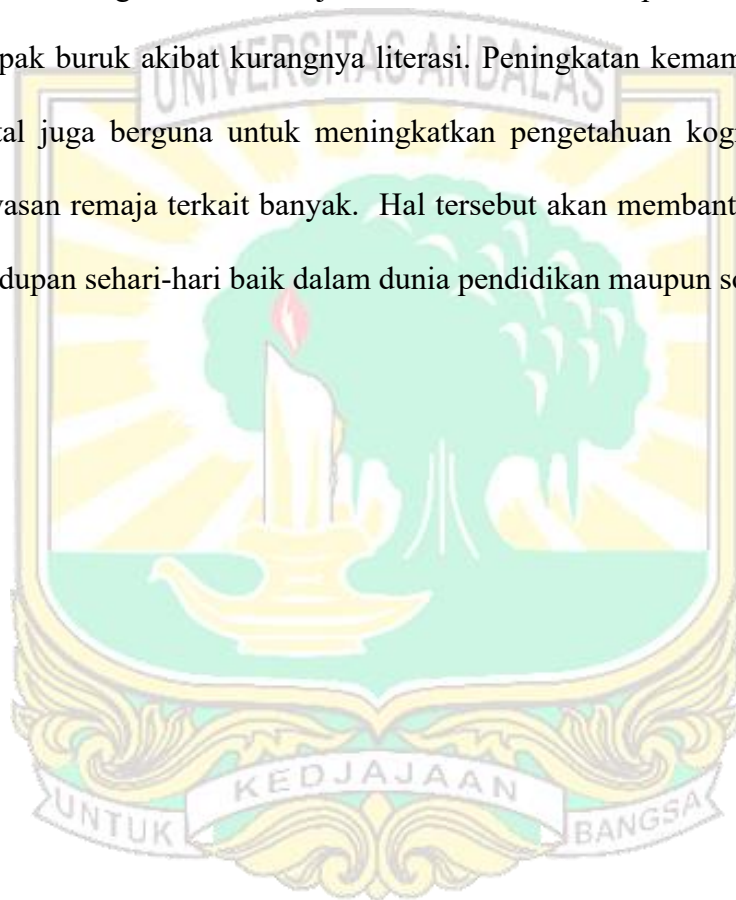 pak buruk akibat kurangnya literasi. Peningkatan kemam
UNIVERSITAS ANDALAS
tal juga berguna untuk meningkatkan pengetahuan kog
vasan remaja terkait banyak. Hal tersebut akan membant
dupan sehari-hari baik dalam dunia pendidikan maupun so
UNTUK KEDJAJAAN BANGSA